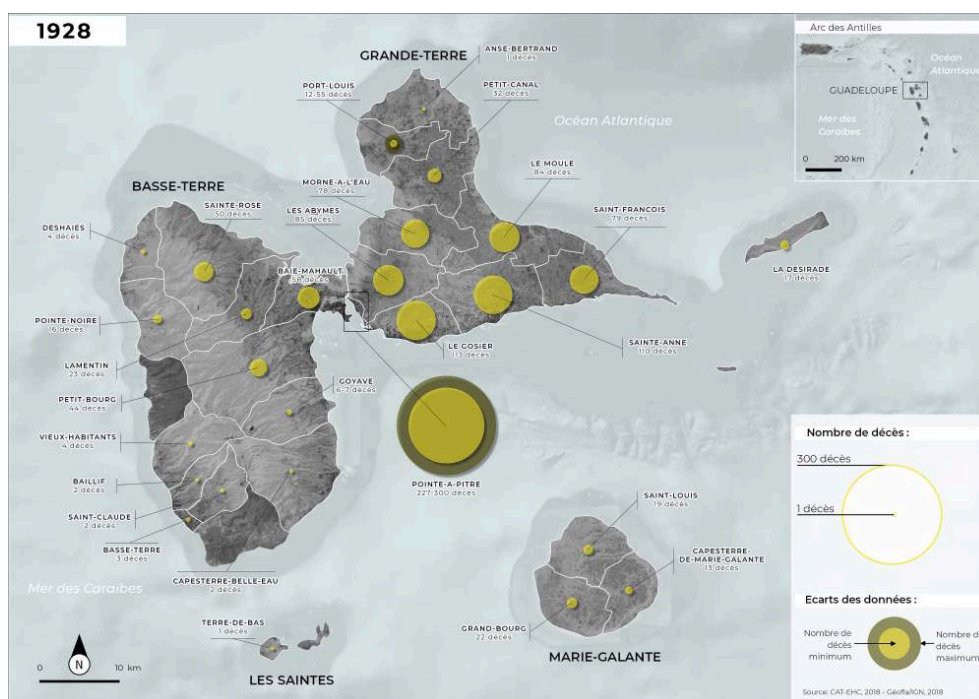 1928
Arc des Antilles
Océan
Atlantique
GUADELOUPE
Mer des
Caraïbes
0 200 km
GRANDE-TERRE
ANSE-BERTRAND
1 décès
PORT-LOUIS
12-55 décès
PETIT-CANAL
32 décès
Océan Atlantique
LE MOULE
84 décès
MORNE-A-L'EAU
78 décès
BASSE-TERRE
SAINTE-ROSE
50 décès
LES ABYMES
85 décès
SAINT-FRANCOIS
79 décès
DESHAIES
4 décès
BAIE-MAHAULT
58 décès
LA DESIRADE
17 décès
POINTE-NOIRE
16 décès
LE GOSIER
113 décès
SAINTE-ANNE
110 décès
LAMENTIN
23 décès
GOYAVE
6-7 décès
PETIT-BOURG
44 décès
VIEUX-HABITANTS
4 décès
BAILLIF
2 décès
POINTE-A-PITRE
227-300 décès
SAINT-CLAUDE
2 décès
BASSE-TERRE
3 décès
CAPESTERRE-BELLE-EAU
2 décès
SAINT-LOUIS
19 décès
CAPESTERRE-
DE-MARIE-GALANTE
13 décès
Mer des Caraïbes
TERRE-DE-BAS
1 décès
GRAND-BOURG
22 décès
MARIE-GALANTE
LES SAINTES
N
0 10 km
Nombre de décès :
300 décès
1 décès
Ecarts des données :
Nombre de
décès
minimum
Nombre d
décès
maximum
Source: CAT-EHC, 2018 - Géofla/IGN, 2018